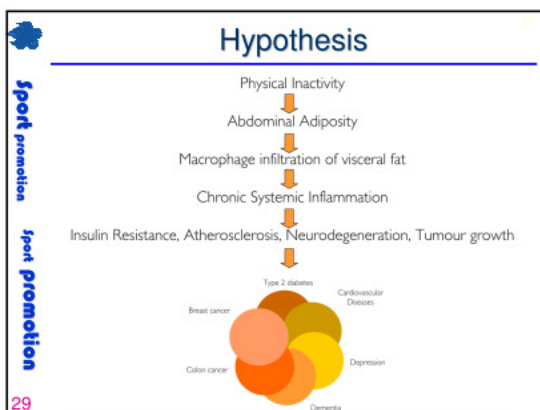 Hypothesis
Sport promotion
Sport promotion
Physical Inactivity
Abdominal Adiposity
Macrophage infiltration of visceral fat
Chronic Systemic Inflammation
Insulin Resistance, Atherosclerosis, Neurodegeneration, Tumour growth
Type 2 diabetes
Cardiovascular
Diseases
Breast cancer
Depression
Colon cancer
Dementia
29